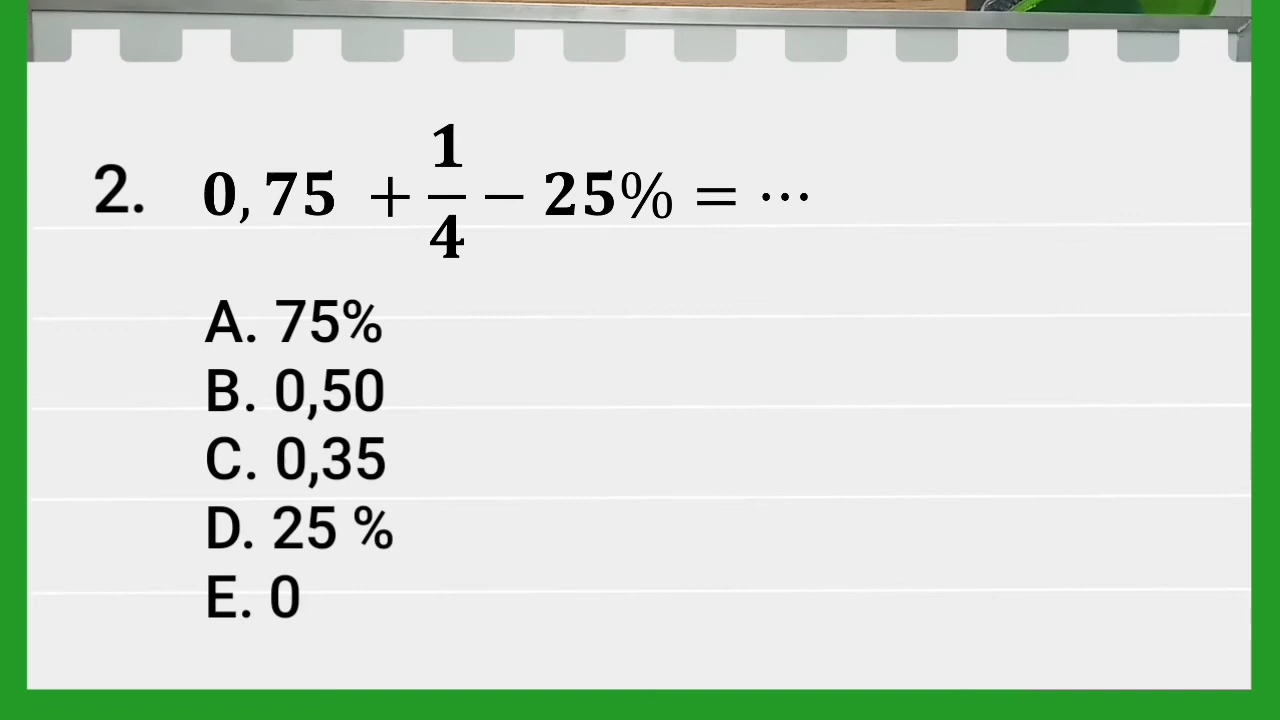 2. 0,75 + 1/4 − 25% = ⋯
A. 75%
B. 0,50
C. 0,35
D. 25 %
E. 0